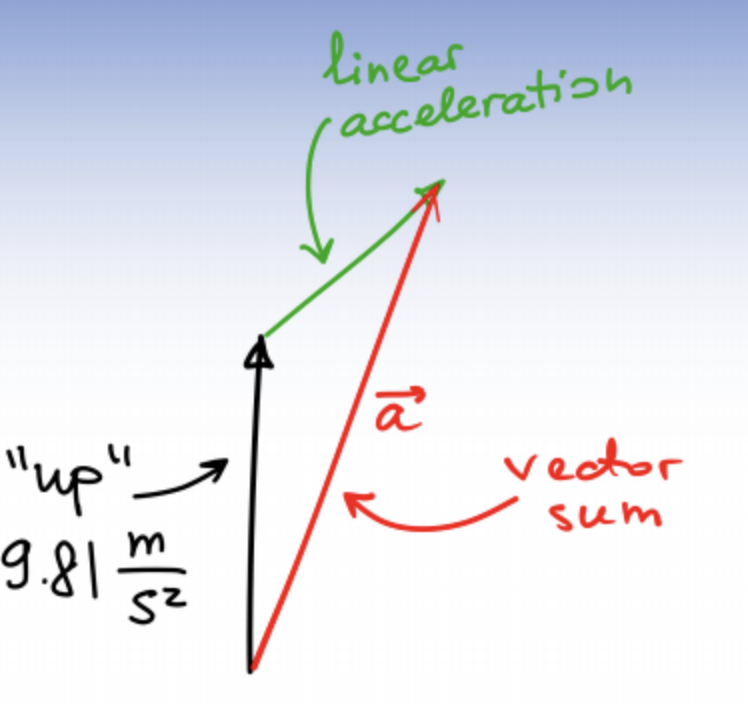 linear
acceleration
"up"
9.81 m/s²
a⃗
vector
sum